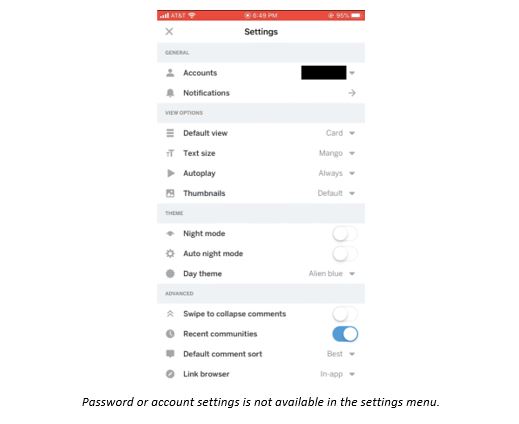 AT&T 6:49 PM 95%
Settings
GENERAL
Accounts
Notifications
VIEW OPTIONS
Default view Card
Text size Mango
Autoplay Always
Thumbnails Default
THEME
Night mode
Auto night mode
Day theme Alien blue
ADVANCED
Swipe to collapse comments
Recent communities
Default comment sort Best
Link browser In-app
Password or account settings is not available in the settings menu.